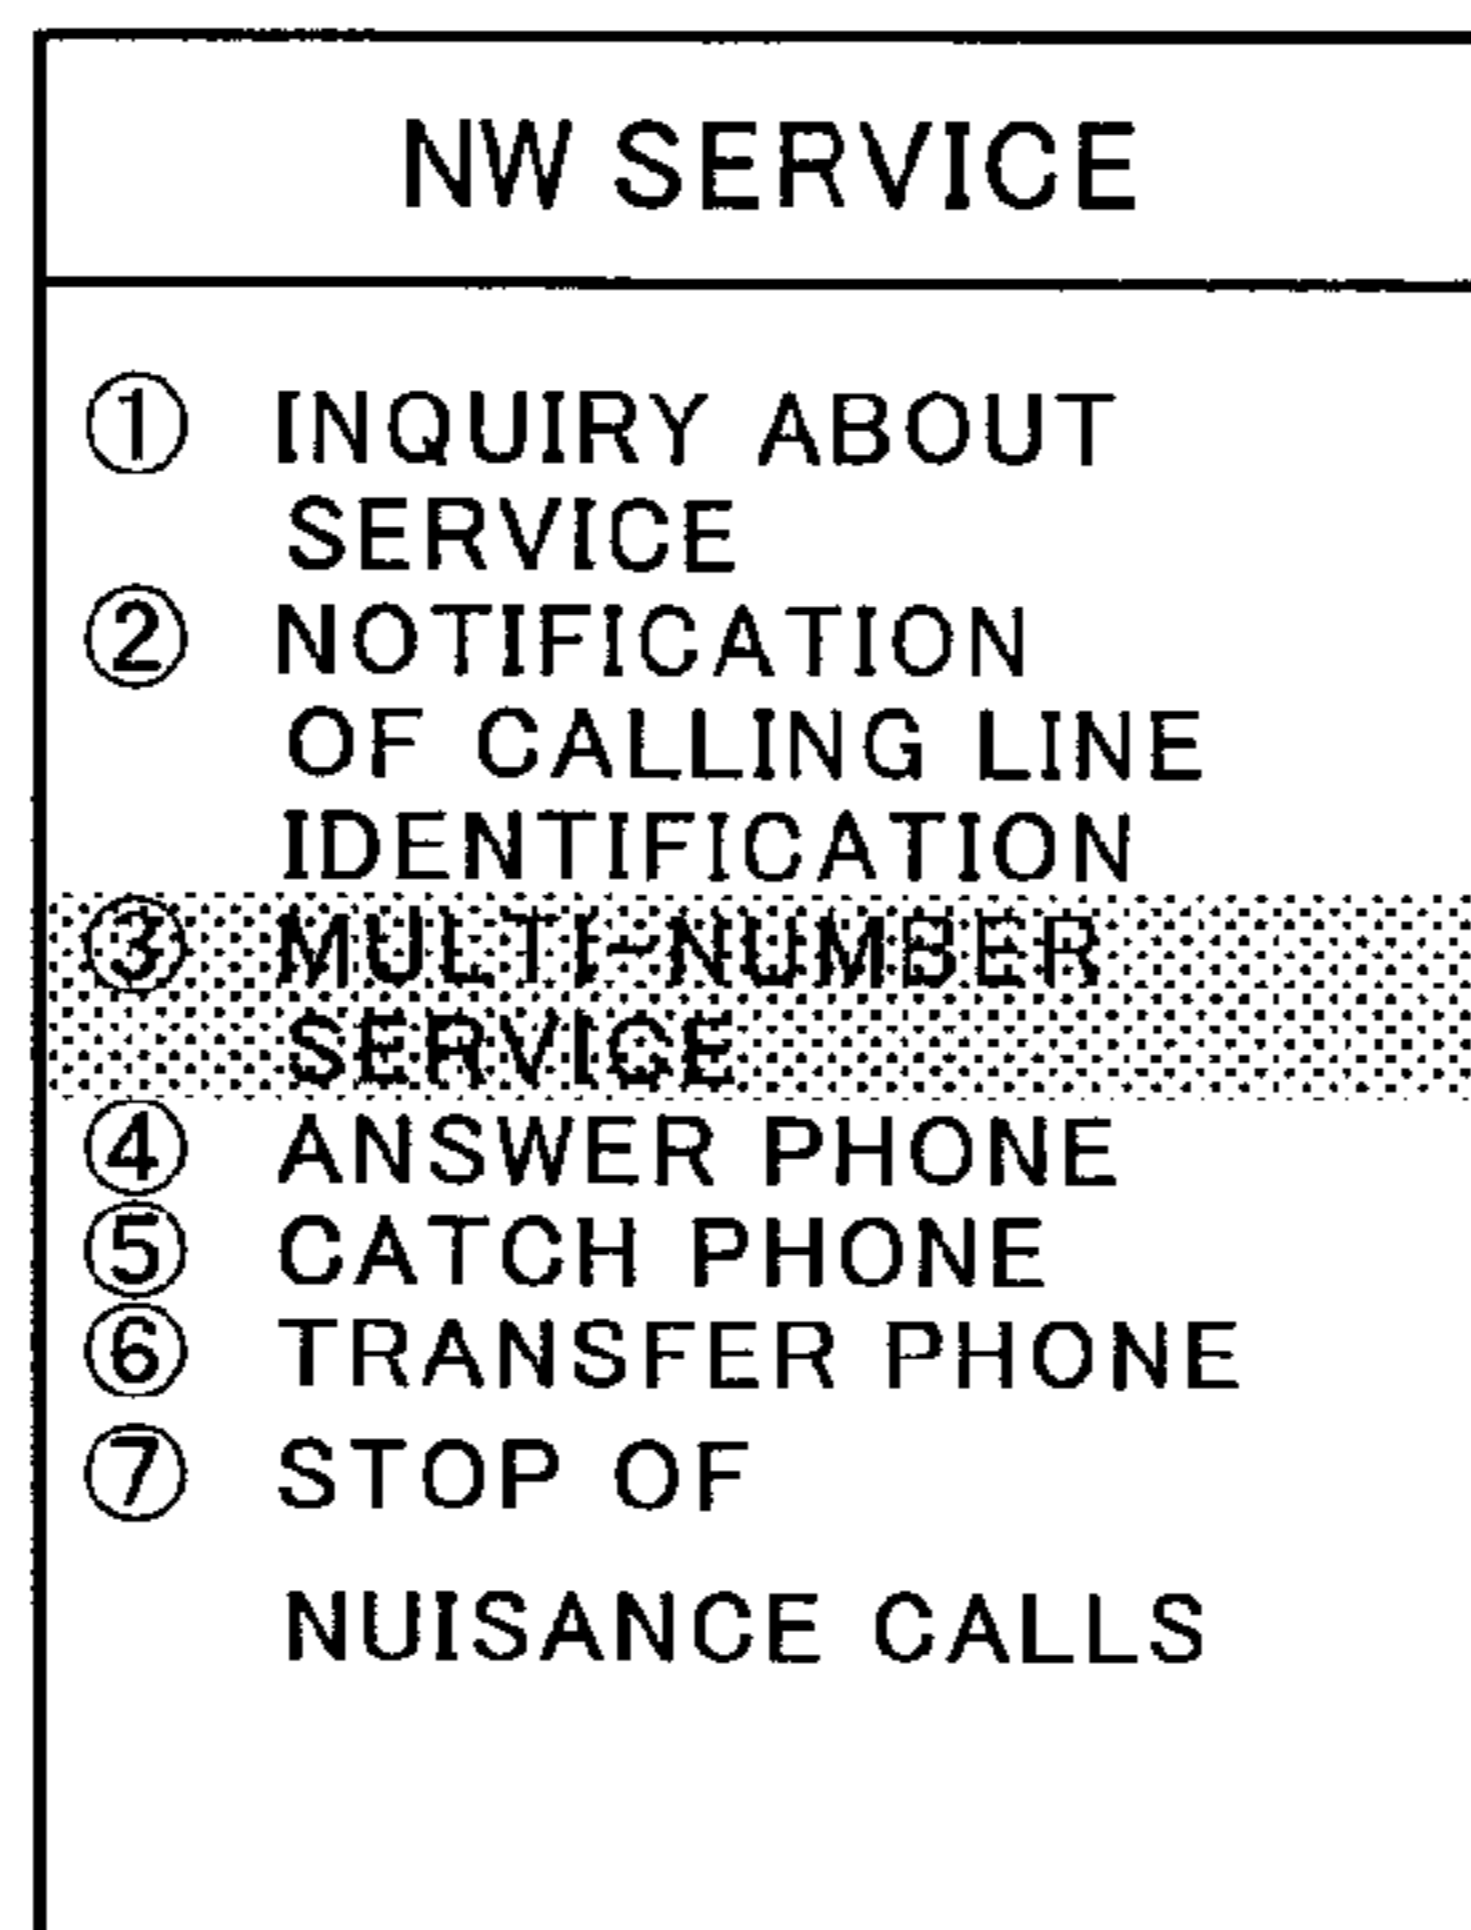 NW SERVICE
① INQUIRY ABOUT
SERVICE
② NOTIFICATION
OF CALLING LINE
IDENTIFICATION
③ MULTI-NUMBER
SERVICE
④ ANSWER PHONE
⑤ CATCH PHONE
⑥ TRANSFER PHONE
⑦ STOP OF
NUISANCE CALLS